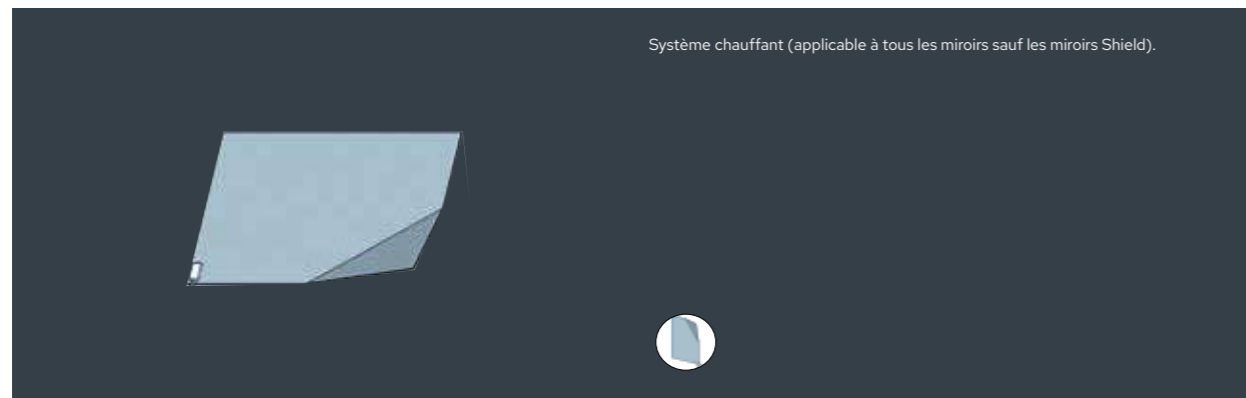 Système chauffant (applicable à tous les miroirs sauf les miroirs Shield).